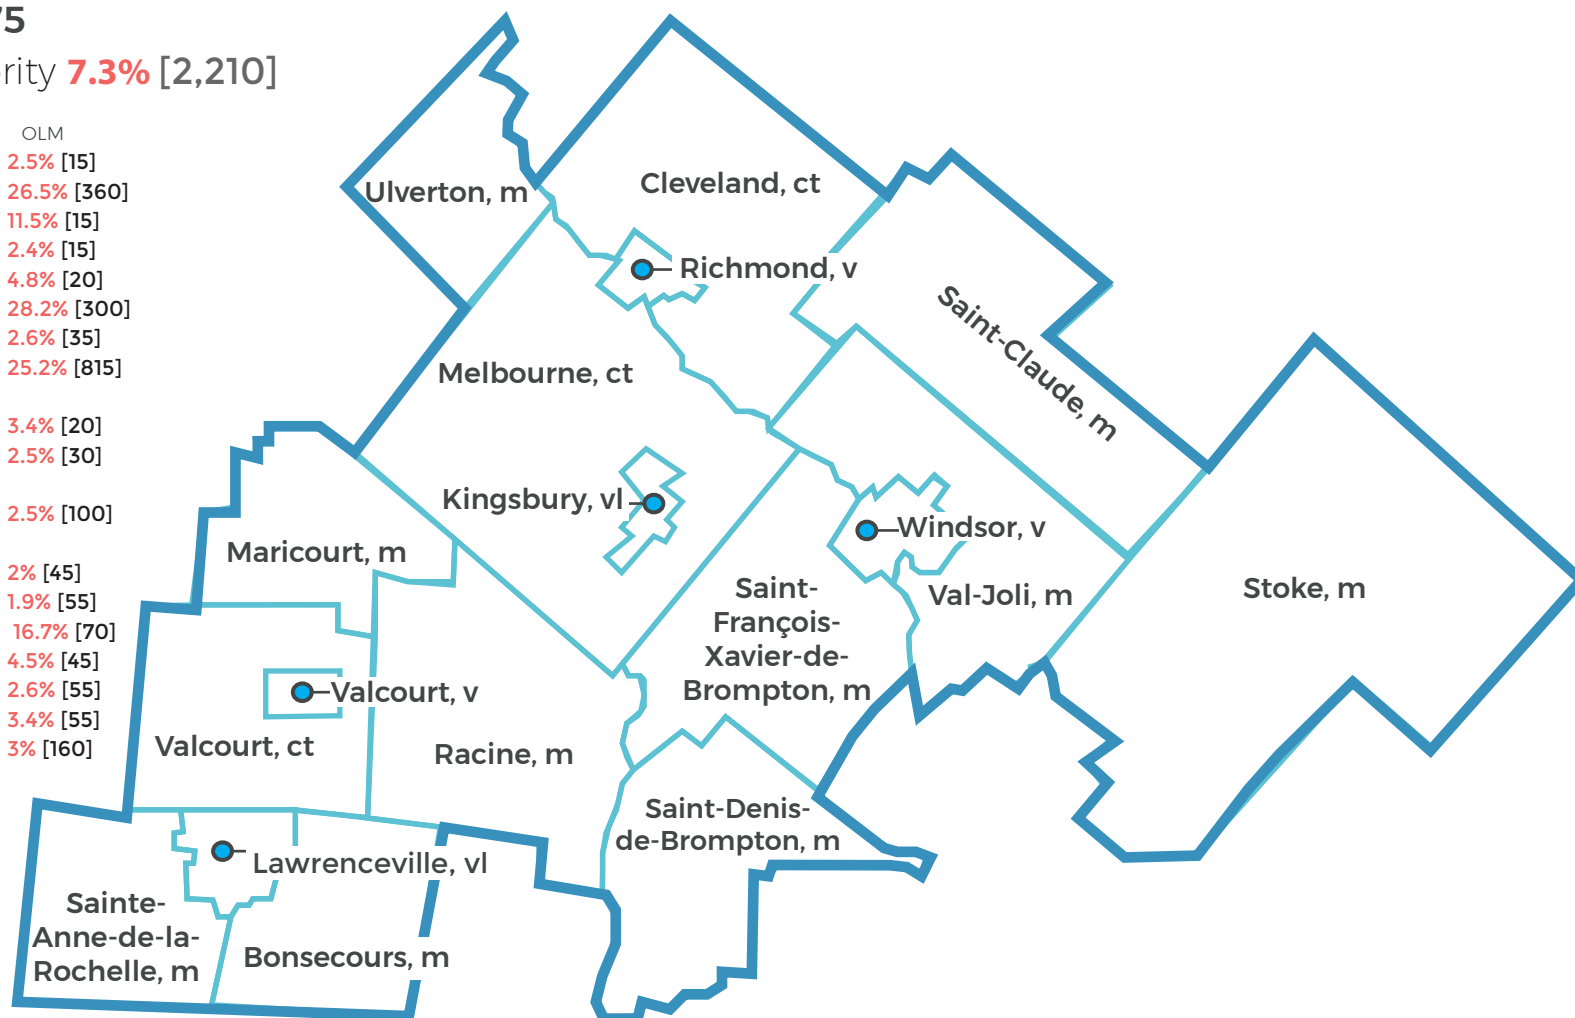 75
rity 7.3% [2,210]
OLM
2.5% [15]
26.5% [360]
11.5% [15]
2.4% [15]
4.8% [20]
28.2% [300]
2.6% [35]
25.2% [815]
3.4% [20]
2.5% [30]
2.5% [100]
2% [45]
1.9% [55]
16.7% [70]
4.5% [45]
2.6% [55]
3.4% [55]
3% [160]
Ulverton, m
Cleveland, ct
Richmond, v
Saint-Claude, m
Melbourne, ct
Kingsbury, vl
Windsor, v
Maricourt, m
Saint-
François-
Xavier-de-
Brompton, m
Val-Joli, m
Stoke, m
Valcourt, v
Valcourt, ct
Racine, m
Saint-Denis-
de-Brompton, m
Lawrenceville, vl
Sainte-
Anne-de-la-
Rochelle, m
Bonsecours, m